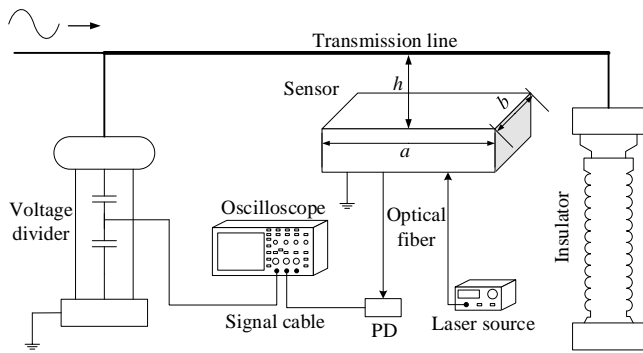 Transmission line
Sensor
h
b
a
Voltage
divider
Oscilloscope
Optical
fiber
Insulator
Signal cable
PD
Laser source